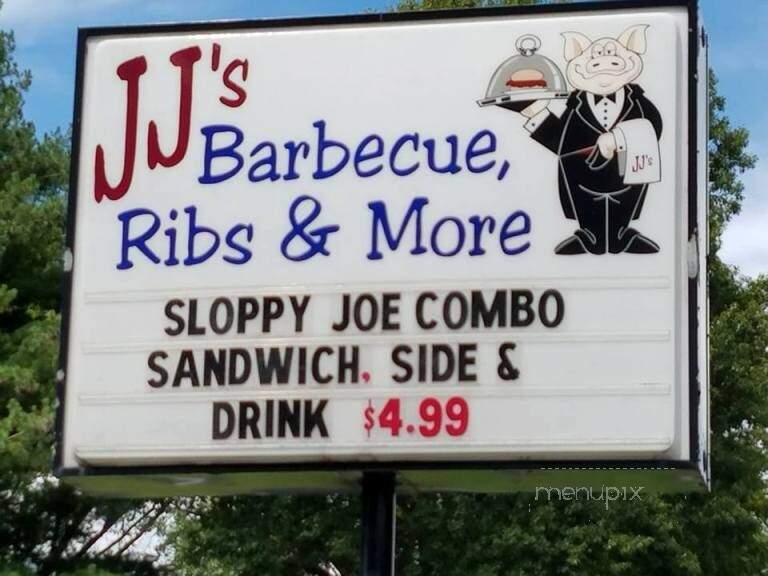 JJ's
Barbecue,
Ribs & More
JJ's
SLOPPY JOE COMBO
SANDWICH. SIDE &
DRINK $4.99
menupix